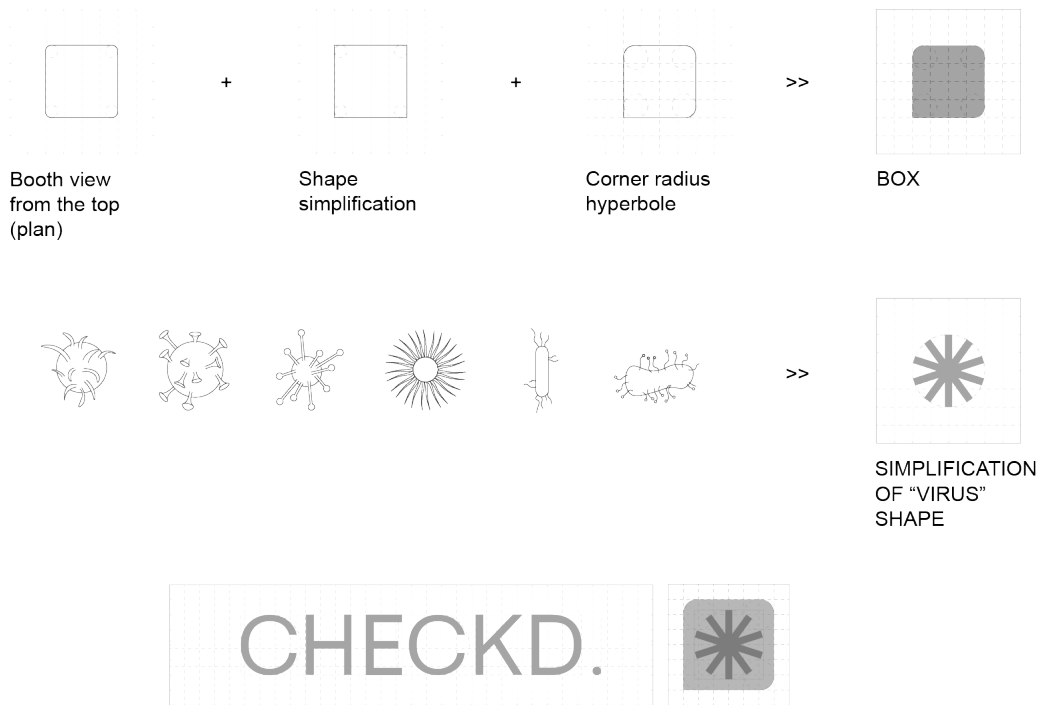 +
+
>>
Booth view
from the top
(plan)
Shape
simplification
Corner radius
hyperbole
BOX
>>
SIMPLIFICATION
OF “VIRUS”
SHAPE
CHECKD.